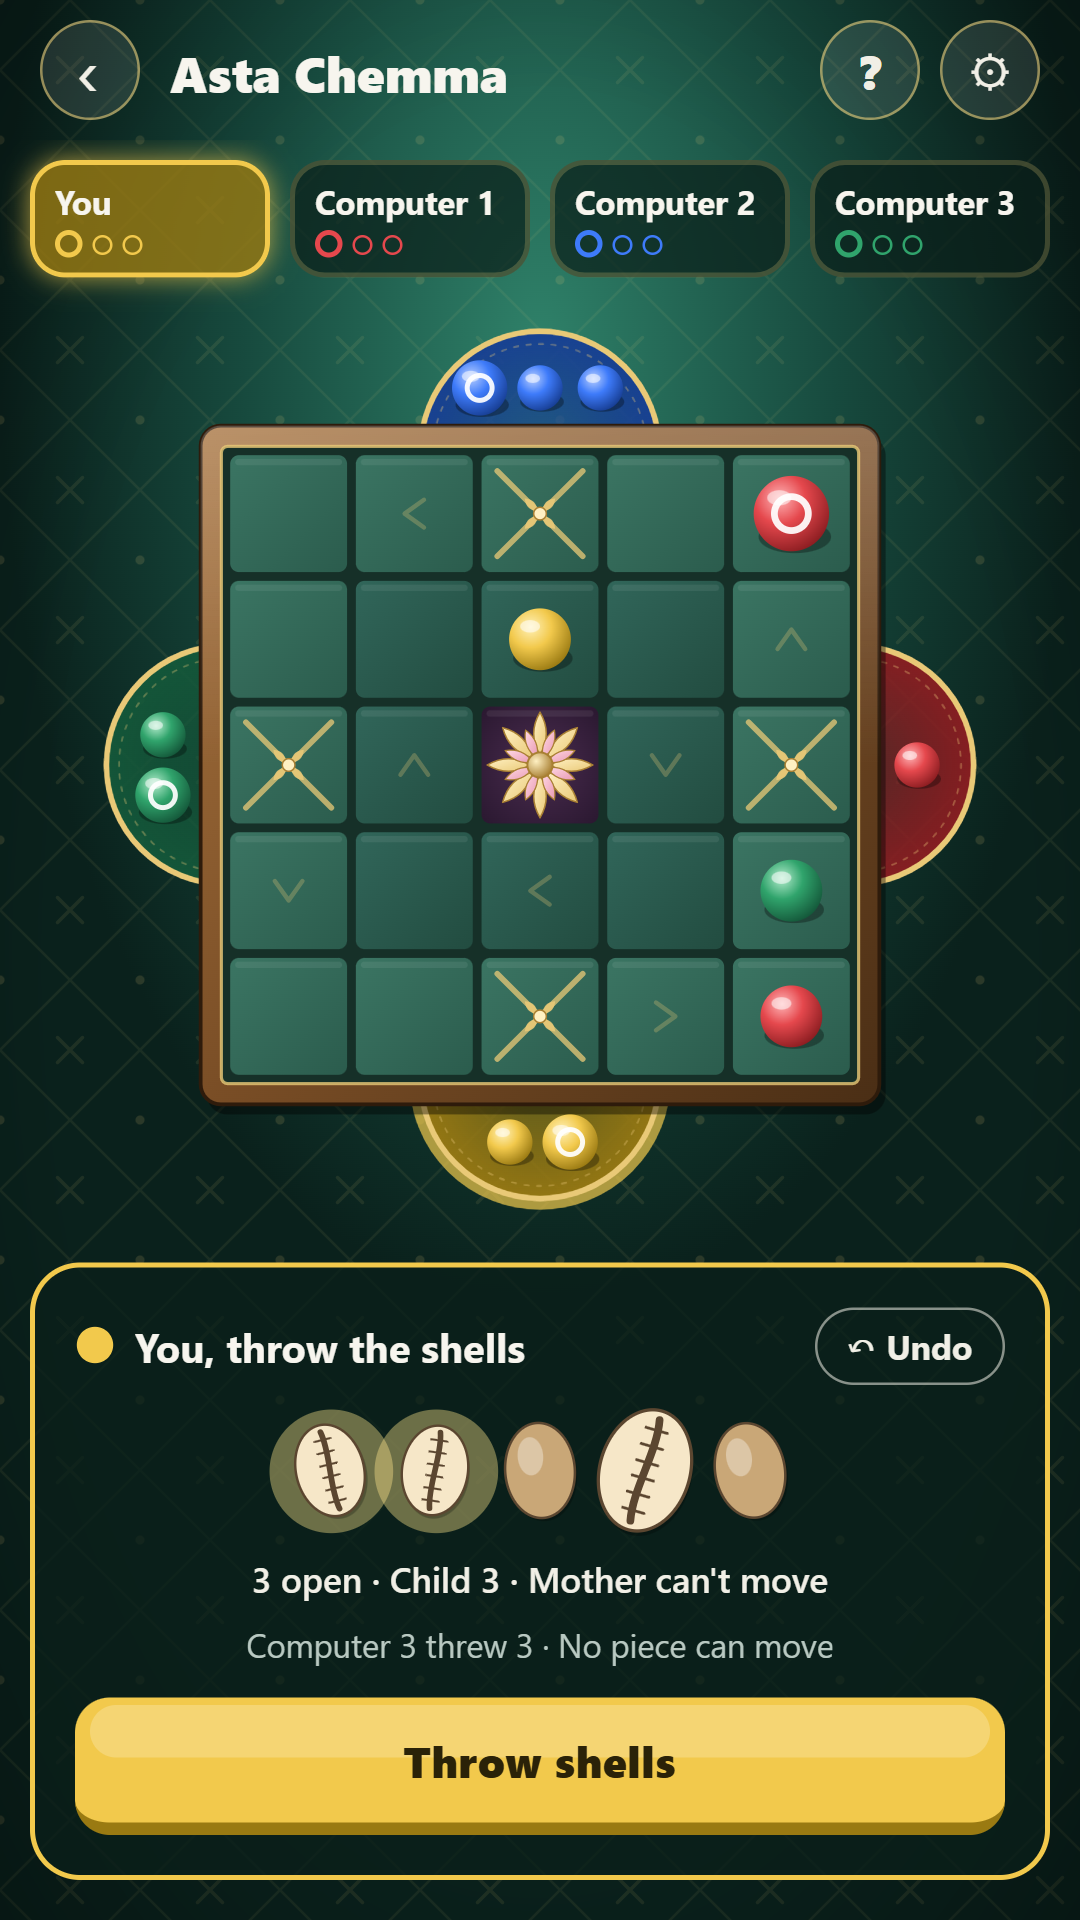 ‹ Asta Chemma ? ⚙
You
Computer 1
Computer 2
Computer 3
You, throw the shells
↶ Undo
3 open · Child 3 · Mother can't move
Computer 3 threw 3 · No piece can move
Throw shells